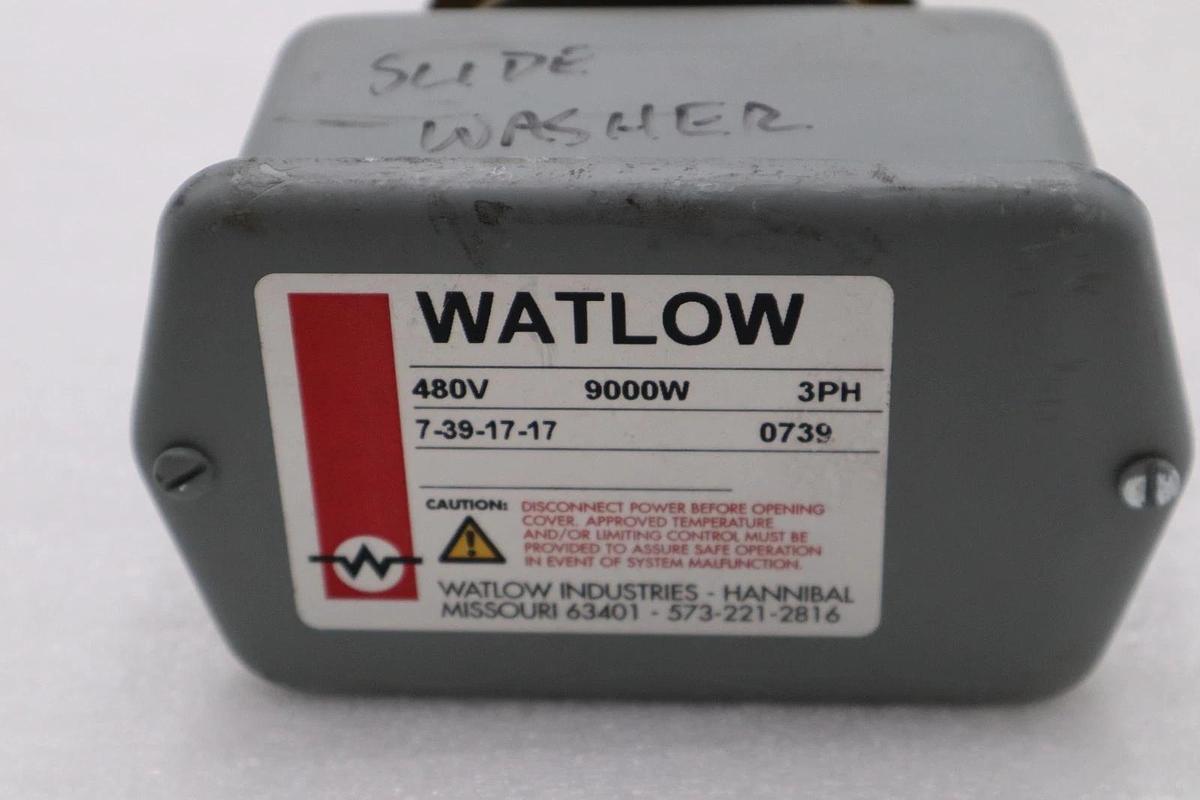 SLIDE
WASHER
WATLOW
480V 9000W 3PH
7-39-17-17 0739
CAUTION: DISCONNECT POWER BEFORE OPENING
COVER. APPROVED TEMPERATURE
AND/OR LIMITING CONTROL MUST BE
PROVIDED TO ASSURE SAFE OPERATION
IN EVENT OF SYSTEM MALFUNCTION.
WATLOW INDUSTRIES - HANNIBAL
MISSOURI 63401 - 573-221-2816